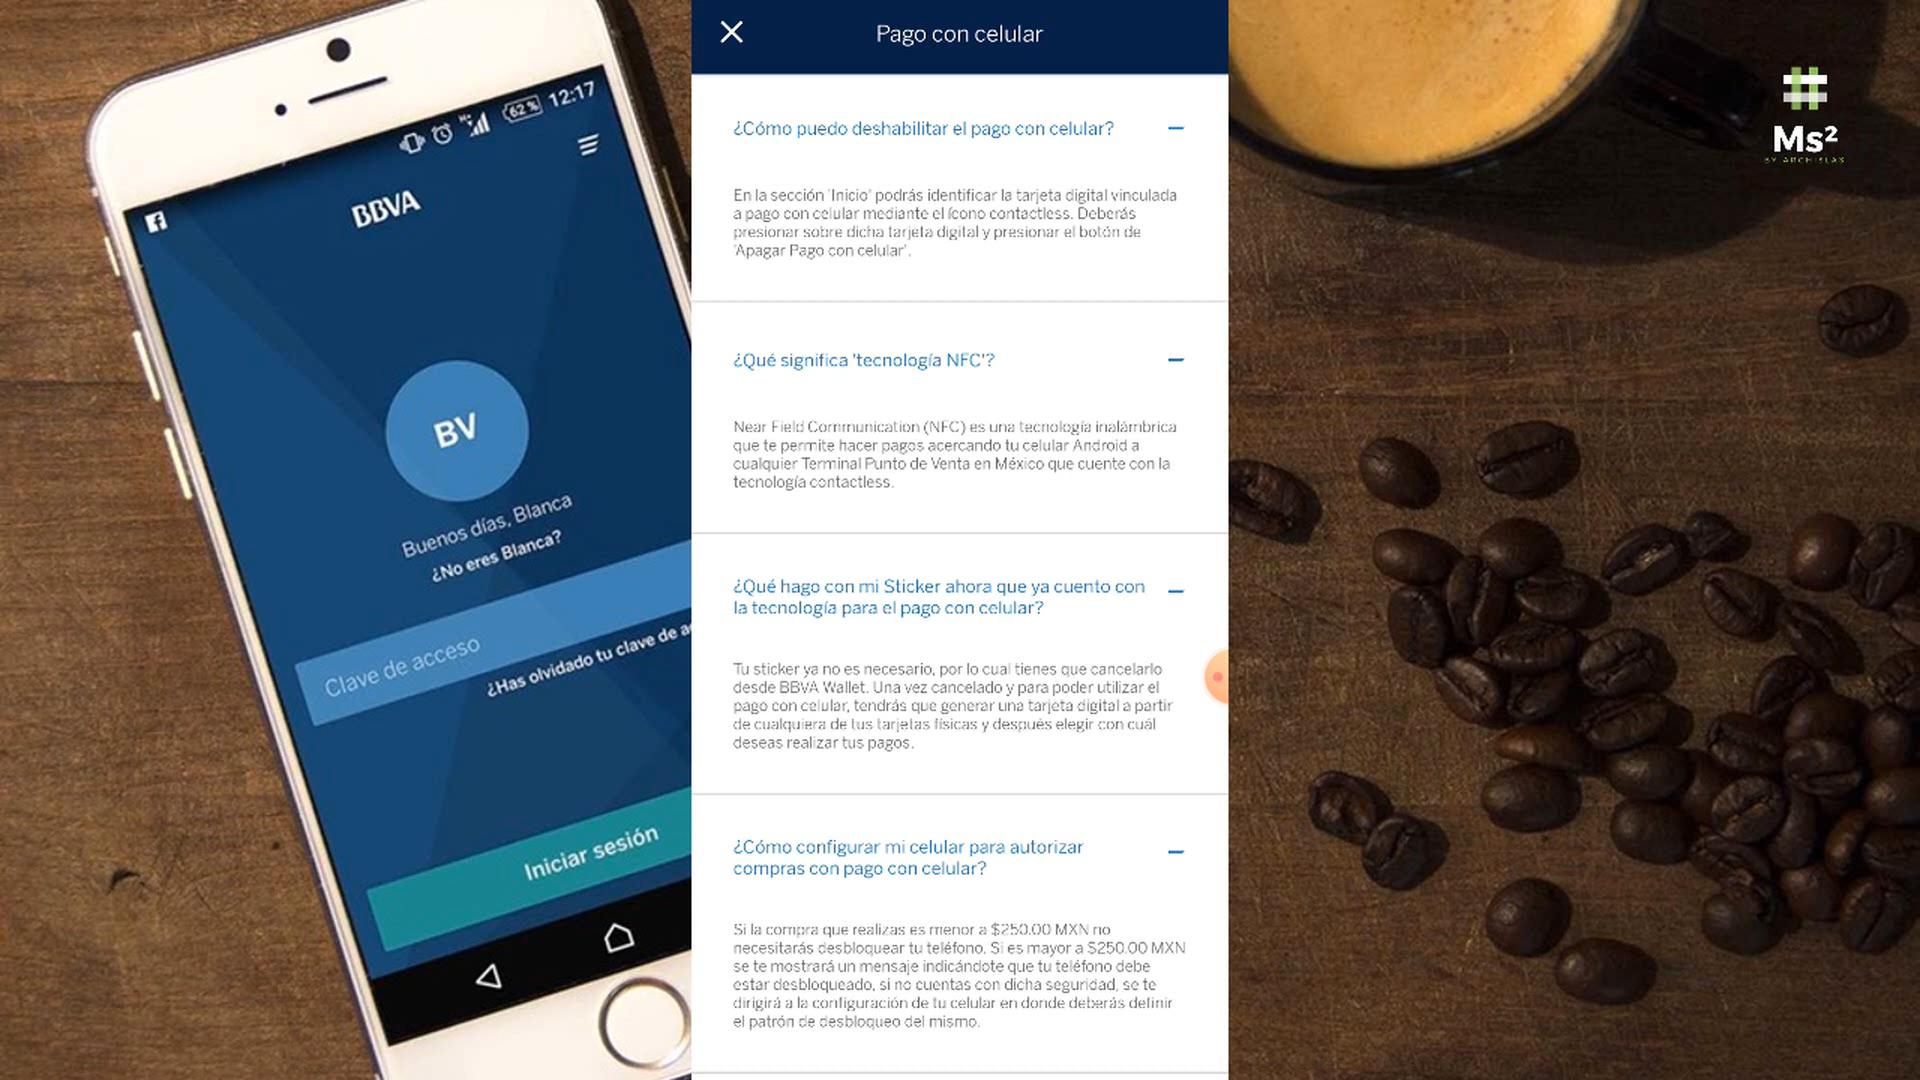 62%
12:17
BBVA
BV
Buenos días, Blanca
¿No eres Blanca?
Clave de acceso
¿Has olvidado tu clave de
Iniciar sesión
Pago con celular
¿Cómo puedo deshabilitar el pago con celular?
En la sección 'Inicio' podrás identificar la tarjeta digital vinculada
a pago con celular mediante el ícono contactless. Deberás
presionar sobre dicha tarjeta digital y presionar el botón de
'Apagar Pago con celular'.
¿Qué significa 'tecnología NFC'?
Near Field Communication (NFC) es una tecnología inalámbrica
que te permite hacer pagos acercando tu celular Android a
cualquier Terminal Punto de Venta en México que cuente con la
tecnología contactless.
¿Qué hago con mi Sticker ahora que ya cuento con
la tecnología para el pago con celular?
Tu sticker ya no es necesario, por lo cual tienes que cancelarlo
desde BBVA Wallet. Una vez cancelado y para poder utilizar el
pago con celular, tendrás que generar una tarjeta digital a partir
de cualquiera de tus tarjetas físicas y después elegir con cuál
deseas realizar tus pagos.
¿Cómo configurar mi celular para autorizar
compras con pago con celular?
Si la compra que realizas es menor a $250.00 MXN no
necesitarás desbloquear tu teléfono. Si es mayor a $250.00 MXN
se te mostrará un mensaje indicándote que tu teléfono debe
estar desbloqueado, si no cuentas con dicha seguridad, se te
dirigirá a la configuración de tu celular en donde deberás definir
el patrón de desbloqueo del mismo.
#
Ms²
BY ARCHISLAS